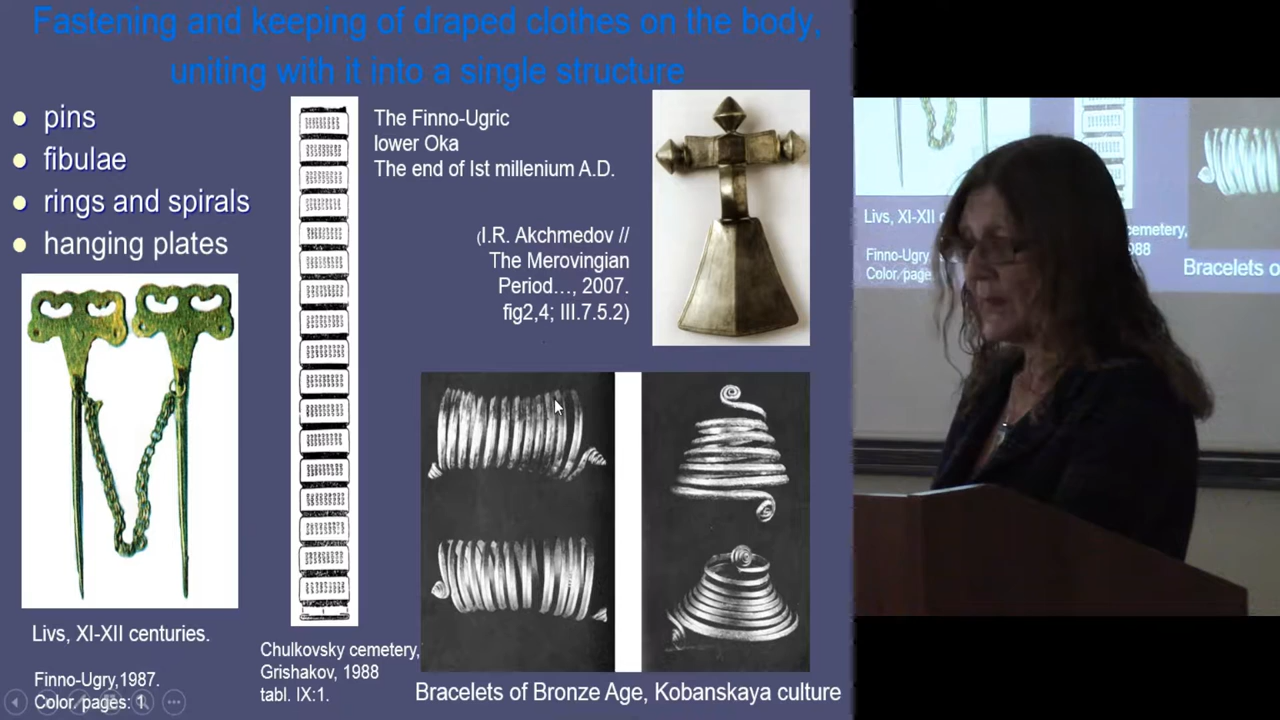 Fastening and keeping of draped clothes on the body,
uniting with it into a single structure
pins
fibulae
rings and spirals
hanging plates
The Finno-Ugric
lower Oka
The end of Ist millenium A.D.
(I.R. Akchmedov //
The Merovingian
Period…, 2007.
fig2,4; III.7.5.2)
Livs, XI-XII centuries.
Finno-Ugry,1987.
Color. pages: 1
Chulkovsky cemetery,
Grishakov, 1988
tabl. IX:1.
Bracelets of Bronze Age, Kobanskaya culture
Livs, XI-XII
Finno-Ugry
Color. page
cemetery,
988
Bracelets o